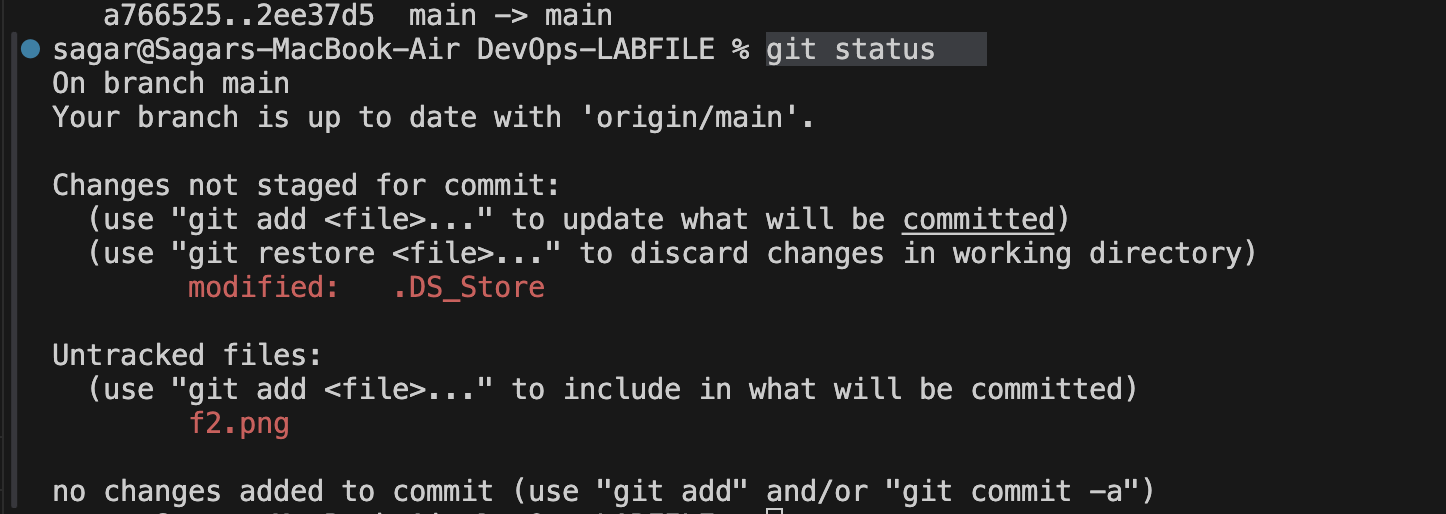 a766525..2ee37d5  main -> main
sagar@Sagars-MacBook-Air DevOps-LABFILE % git status
On branch main
Your branch is up to date with 'origin/main'.
Changes not staged for commit:
(use "git add <file>..." to update what will be committed)
(use "git restore <file>..." to discard changes in working directory)
modified:   .DS_Store
Untracked files:
(use "git add <file>..." to include in what will be committed)
f2.png
no changes added to commit (use "git add" and/or "git commit -a")